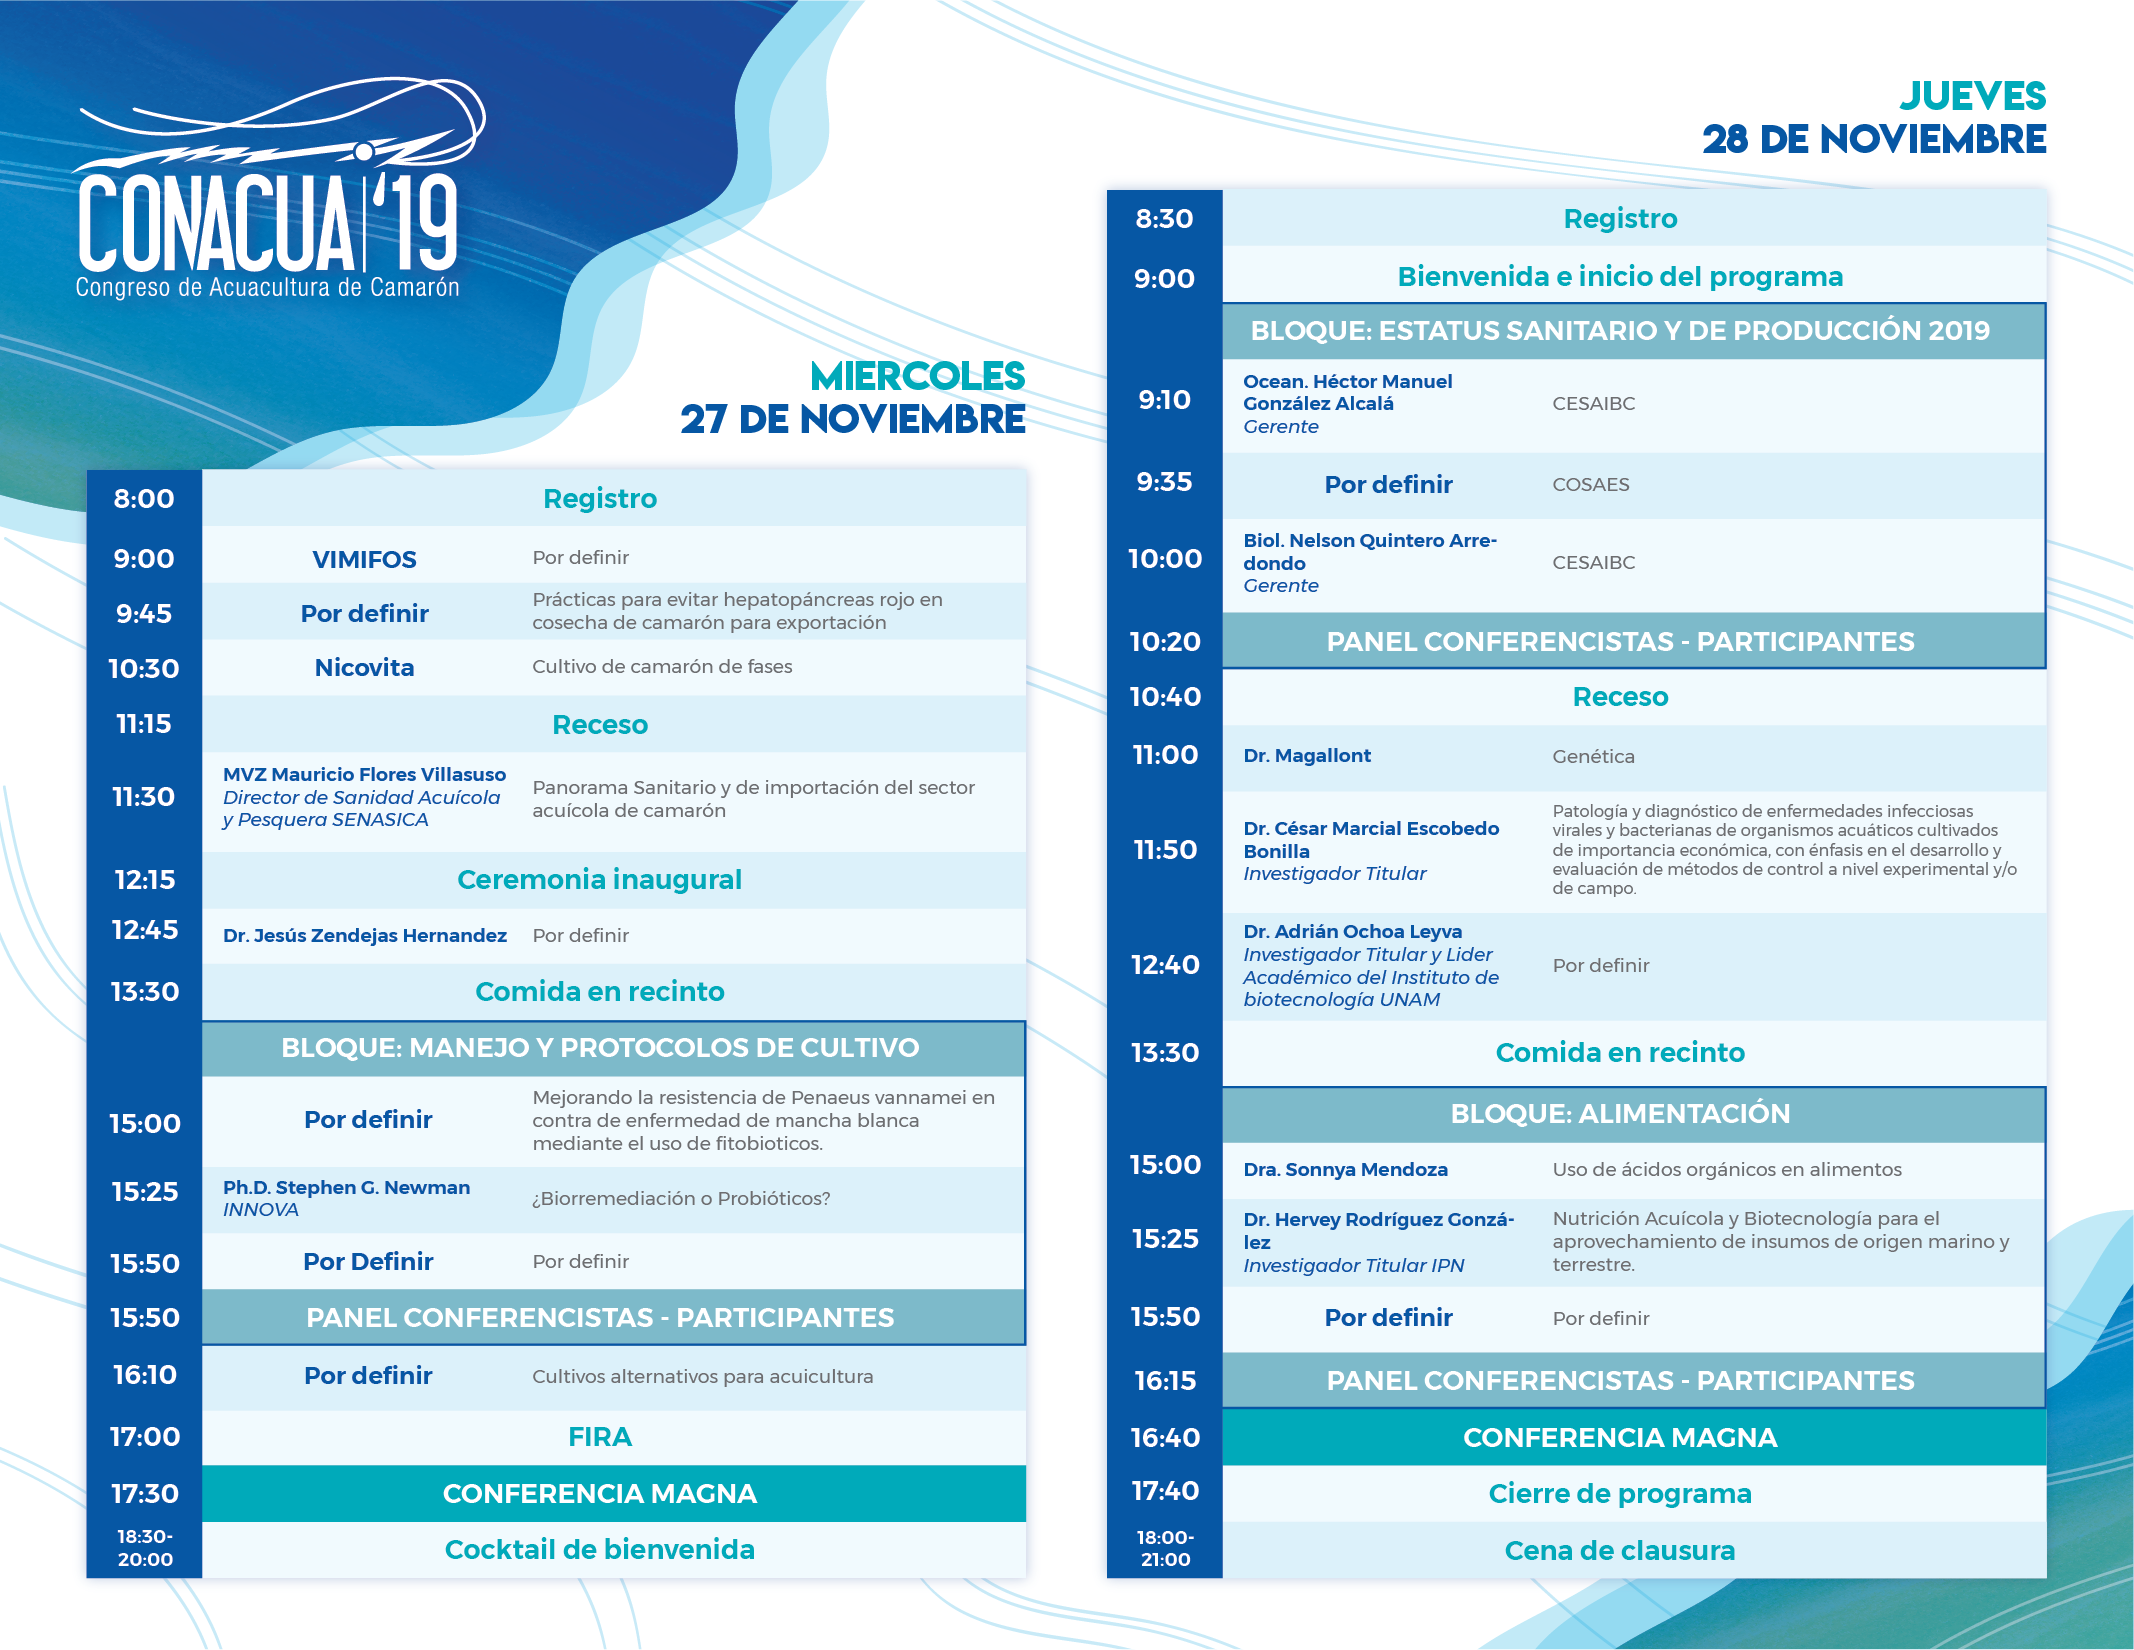 CONACUA '19
Congreso de Acuacultura de Camarón
MIERCOLES
27 DE NOVIEMBRE
8:00
Registro
9:00
VIMIFOS
Por definir
9:45
Por definir
Prácticas para evitar hepatopáncreas rojo en
cosecha de camarón para exportación
10:30
Nicovita
Cultivo de camarón de fases
11:15
Receso
11:30
MVZ Mauricio Flores Villasuso
Director de Sanidad Acuícola
y Pesquera SENASICA
Panorama Sanitario y de importación del sector
acuícola de camarón
12:15
Ceremonia inaugural
12:45
Dr. Jesús Zendejas Hernandez
Por definir
13:30
Comida en recinto
BLOQUE: MANEJO Y PROTOCOLOS DE CULTIVO
15:00
Por definir
Mejorando la resistencia de Penaeus vannamei en
contra de enfermedad de mancha blanca
mediante el uso de fitobioticos.
15:25
Ph.D. Stephen G. Newman
INNOVA
¿Biorremediación o Probióticos?
15:50
Por Definir
Por definir
15:50
PANEL CONFERENCISTAS - PARTICIPANTES
16:10
Por definir
Cultivos alternativos para acuicultura
17:00
FIRA
17:30
CONFERENCIA MAGNA
18:30-
20:00
Cocktail de bienvenida
JUEVES
28 DE NOVIEMBRE
8:30
Registro
9:00
Bienvenida e inicio del programa
BLOQUE: ESTATUS SANITARIO Y DE PRODUCCIÓN 2019
9:10
Ocean. Héctor Manuel
González Alcalá
Gerente
CESAIBC
9:35
Por definir
COSAES
10:00
Biol. Nelson Quintero Arre-
dondo
Gerente
CESAIBC
10:20
PANEL CONFERENCISTAS - PARTICIPANTES
10:40
Receso
11:00
Dr. Magallont
Genética
11:50
Dr. César Marcial Escobedo
Bonilla
Investigador Titular
Patología y diagnóstico de enfermedades infecciosas
virales y bacterianas de organismos acuáticos cultivados
de importancia económica, con énfasis en el desarrollo y
evaluación de métodos de control a nivel experimental y/o
de campo.
12:40
Dr. Adrián Ochoa Leyva
Investigador Titular y Lider
Académico del Instituto de
biotecnología UNAM
Por definir
13:30
Comida en recinto
BLOQUE: ALIMENTACIÓN
15:00
Dra. Sonnya Mendoza
Uso de ácidos orgánicos en alimentos
15:25
Dr. Hervey Rodríguez Gonzá-
lez
Investigador Titular IPN
Nutrición Acuícola y Biotecnología para el
aprovechamiento de insumos de origen marino y
terrestre.
15:50
Por definir
Por definir
16:15
PANEL CONFERENCISTAS - PARTICIPANTES
16:40
CONFERENCIA MAGNA
17:40
Cierre de programa
18:00-
21:00
Cena de clausura